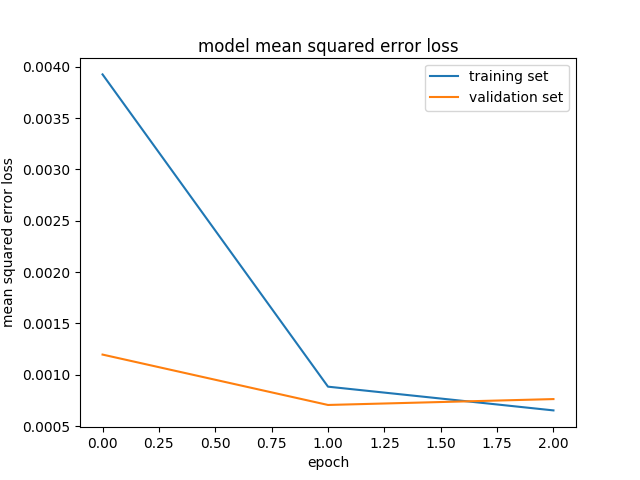 model mean squared error loss
training set
validation set
mean squared error loss
0.0040
0.0035
0.0030
0.0025
0.0020
0.0015
0.0010
0.0005
0.00 0.25 0.50 0.75 1.00 1.25 1.50 1.75 2.00
epoch